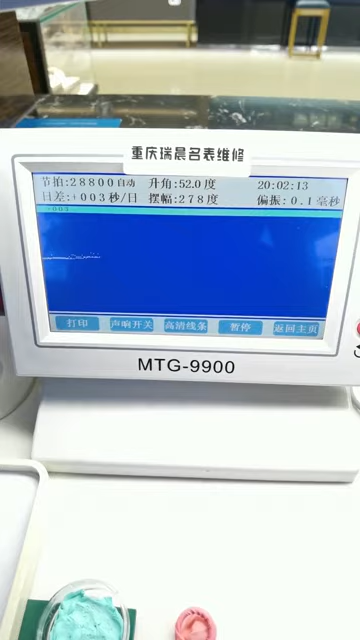 重庆瑞晨名表维修
节拍:28800自动 升角:52.0度 20:02:13
日差:+003秒/日 摆幅:278度 偏振:0.1毫秒
+003
打印 声响开关 高清线条 暂停 返回主页
MTG-9900